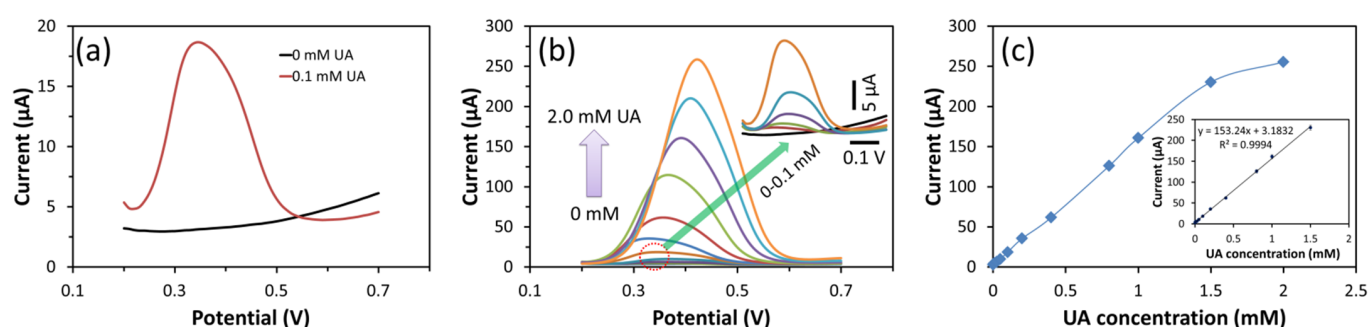 (a)
0 mM UA
0.1 mM UA
Current (µA)
20
15
10
5
0
0.1
0.3
0.5
0.7
Potential (V)
(b)
2.0 mM UA
0 mM
0-0.1 mM
5 µA
0.1 V
Current (µA)
300
250
200
150
100
50
0
0.1
0.3
0.5
0.7
Potential (V)
(c)
Current (µA)
300
250
200
150
100
50
0
0
0.5
1
1.5
2
2.5
UA concentration (mM)
y = 153.24x + 3.1832
R² = 0.9994
Current (µA)
250
200
150
100
50
0
0
0.5
1
1.5
2
UA concentration (mM)